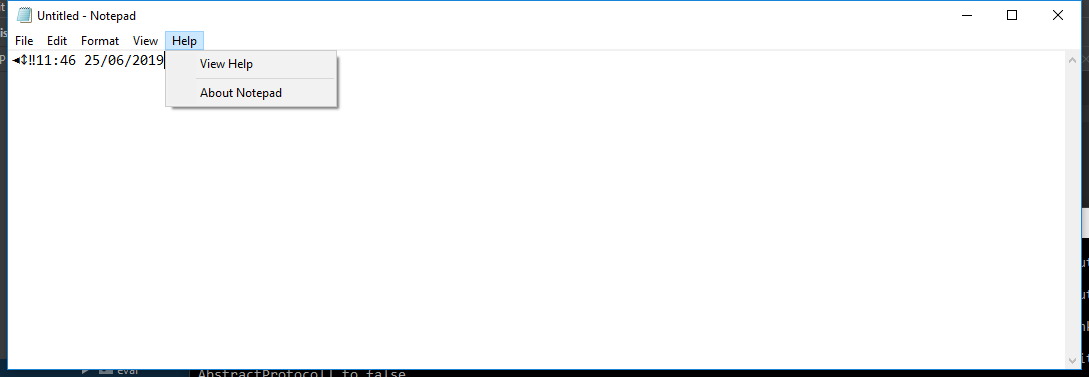 Untitled - Notepad
File Edit Format View Help
◄↕‼11:46 25/06/2019
View Help
About Notepad
eval
AbstractProtocol] to false